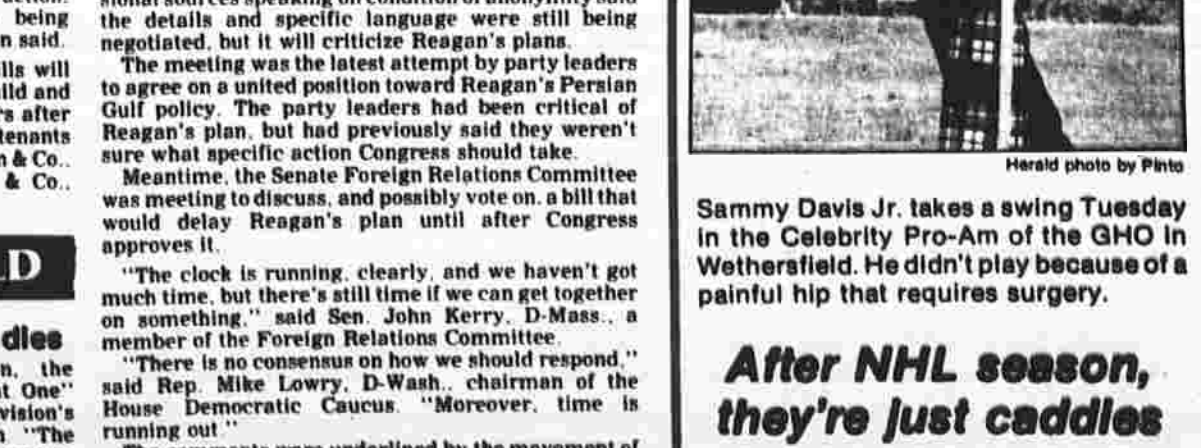 being
n said.
ills will
ild and
rs after
tenants
n & Co..
& Co..
D
dies
n, the
t One"
vision's
"The
the details and specific language were still being
negotiated, but it will criticize Reagan's plans.
The meeting was the latest attempt by party leaders
to agree on a united position toward Reagan's Persian
Gulf policy. The party leaders had been critical of
Reagan's plan, but had previously said they weren't
sure what specific action Congress should take.
Meantime, the Senate Foreign Relations Committee
was meeting to discuss, and possibly vote on, a bill that
would delay Reagan's plan until after Congress
approves it.
"The clock is running, clearly, and we haven't got
much time, but there's still time if we can get together
on something," said Sen. John Kerry, D-Mass., a
member of the Foreign Relations Committee.
"There is no consensus on how we should respond,"
said Rep. Mike Lowry, D-Wash., chairman of the
House Democratic Caucus. "Moreover, time is
running out."
Herald photo by Pinto
Sammy Davis Jr. takes a swing Tuesday
in the Celebrity Pro-Am of the GHO in
Wethersfield. He didn't play because of a
painful hip that requires surgery.
After NHL season,
they're just caddies